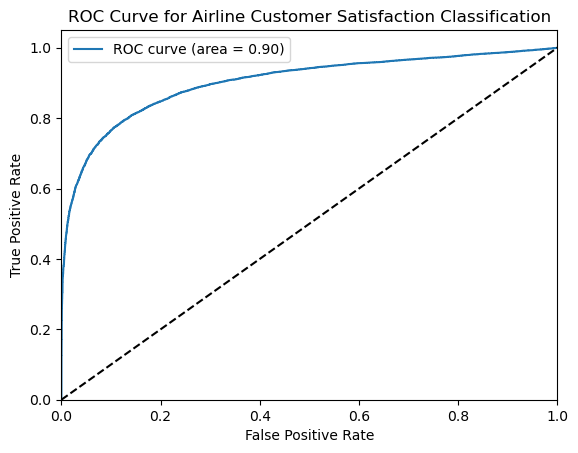 ROC Curve for Airline Customer Satisfaction Classification
ROC curve (area = 0.90)
True Positive Rate
1.0
0.8
0.6
0.4
0.2
0.0
0.0 0.2 0.4 0.6 0.8 1.0
False Positive Rate